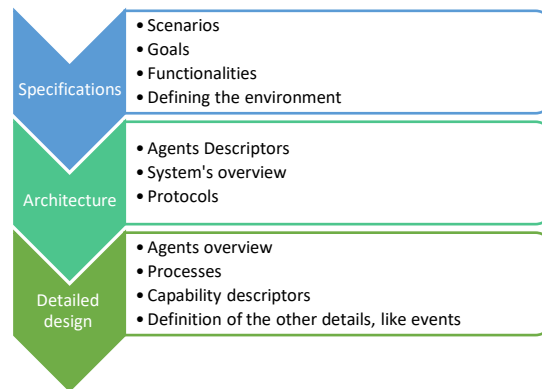 Specifications
• Scenarios
• Goals
• Functionalities
• Defining the environment
Architecture
• Agents Descriptors
• System's overview
• Protocols
Detailed
design
• Agents overview
• Processes
• Capability descriptors
• Definition of the other details, like events